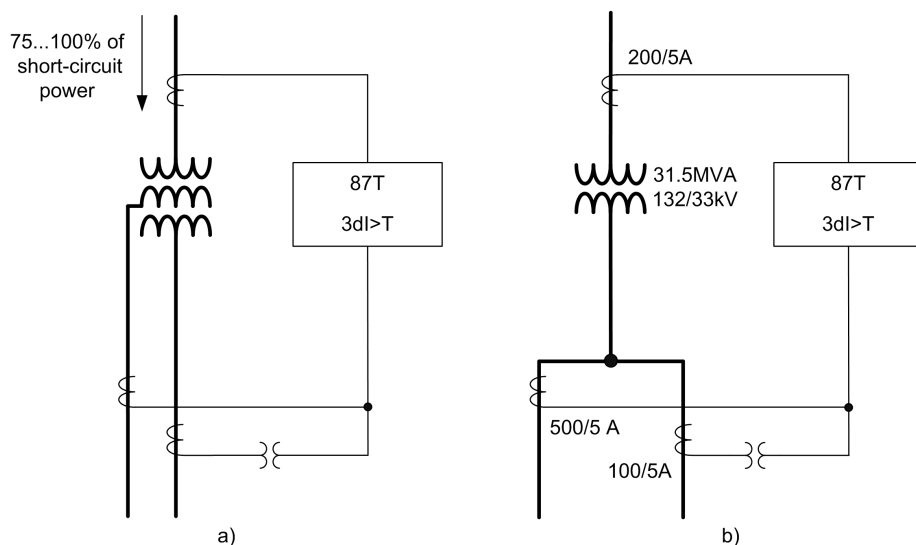 75...100% of
short-circuit
power
87T
3dI>T
a)
200/5A
31.5MVA
132/33kV
87T
3dI>T
500/5 A
100/5A
b)